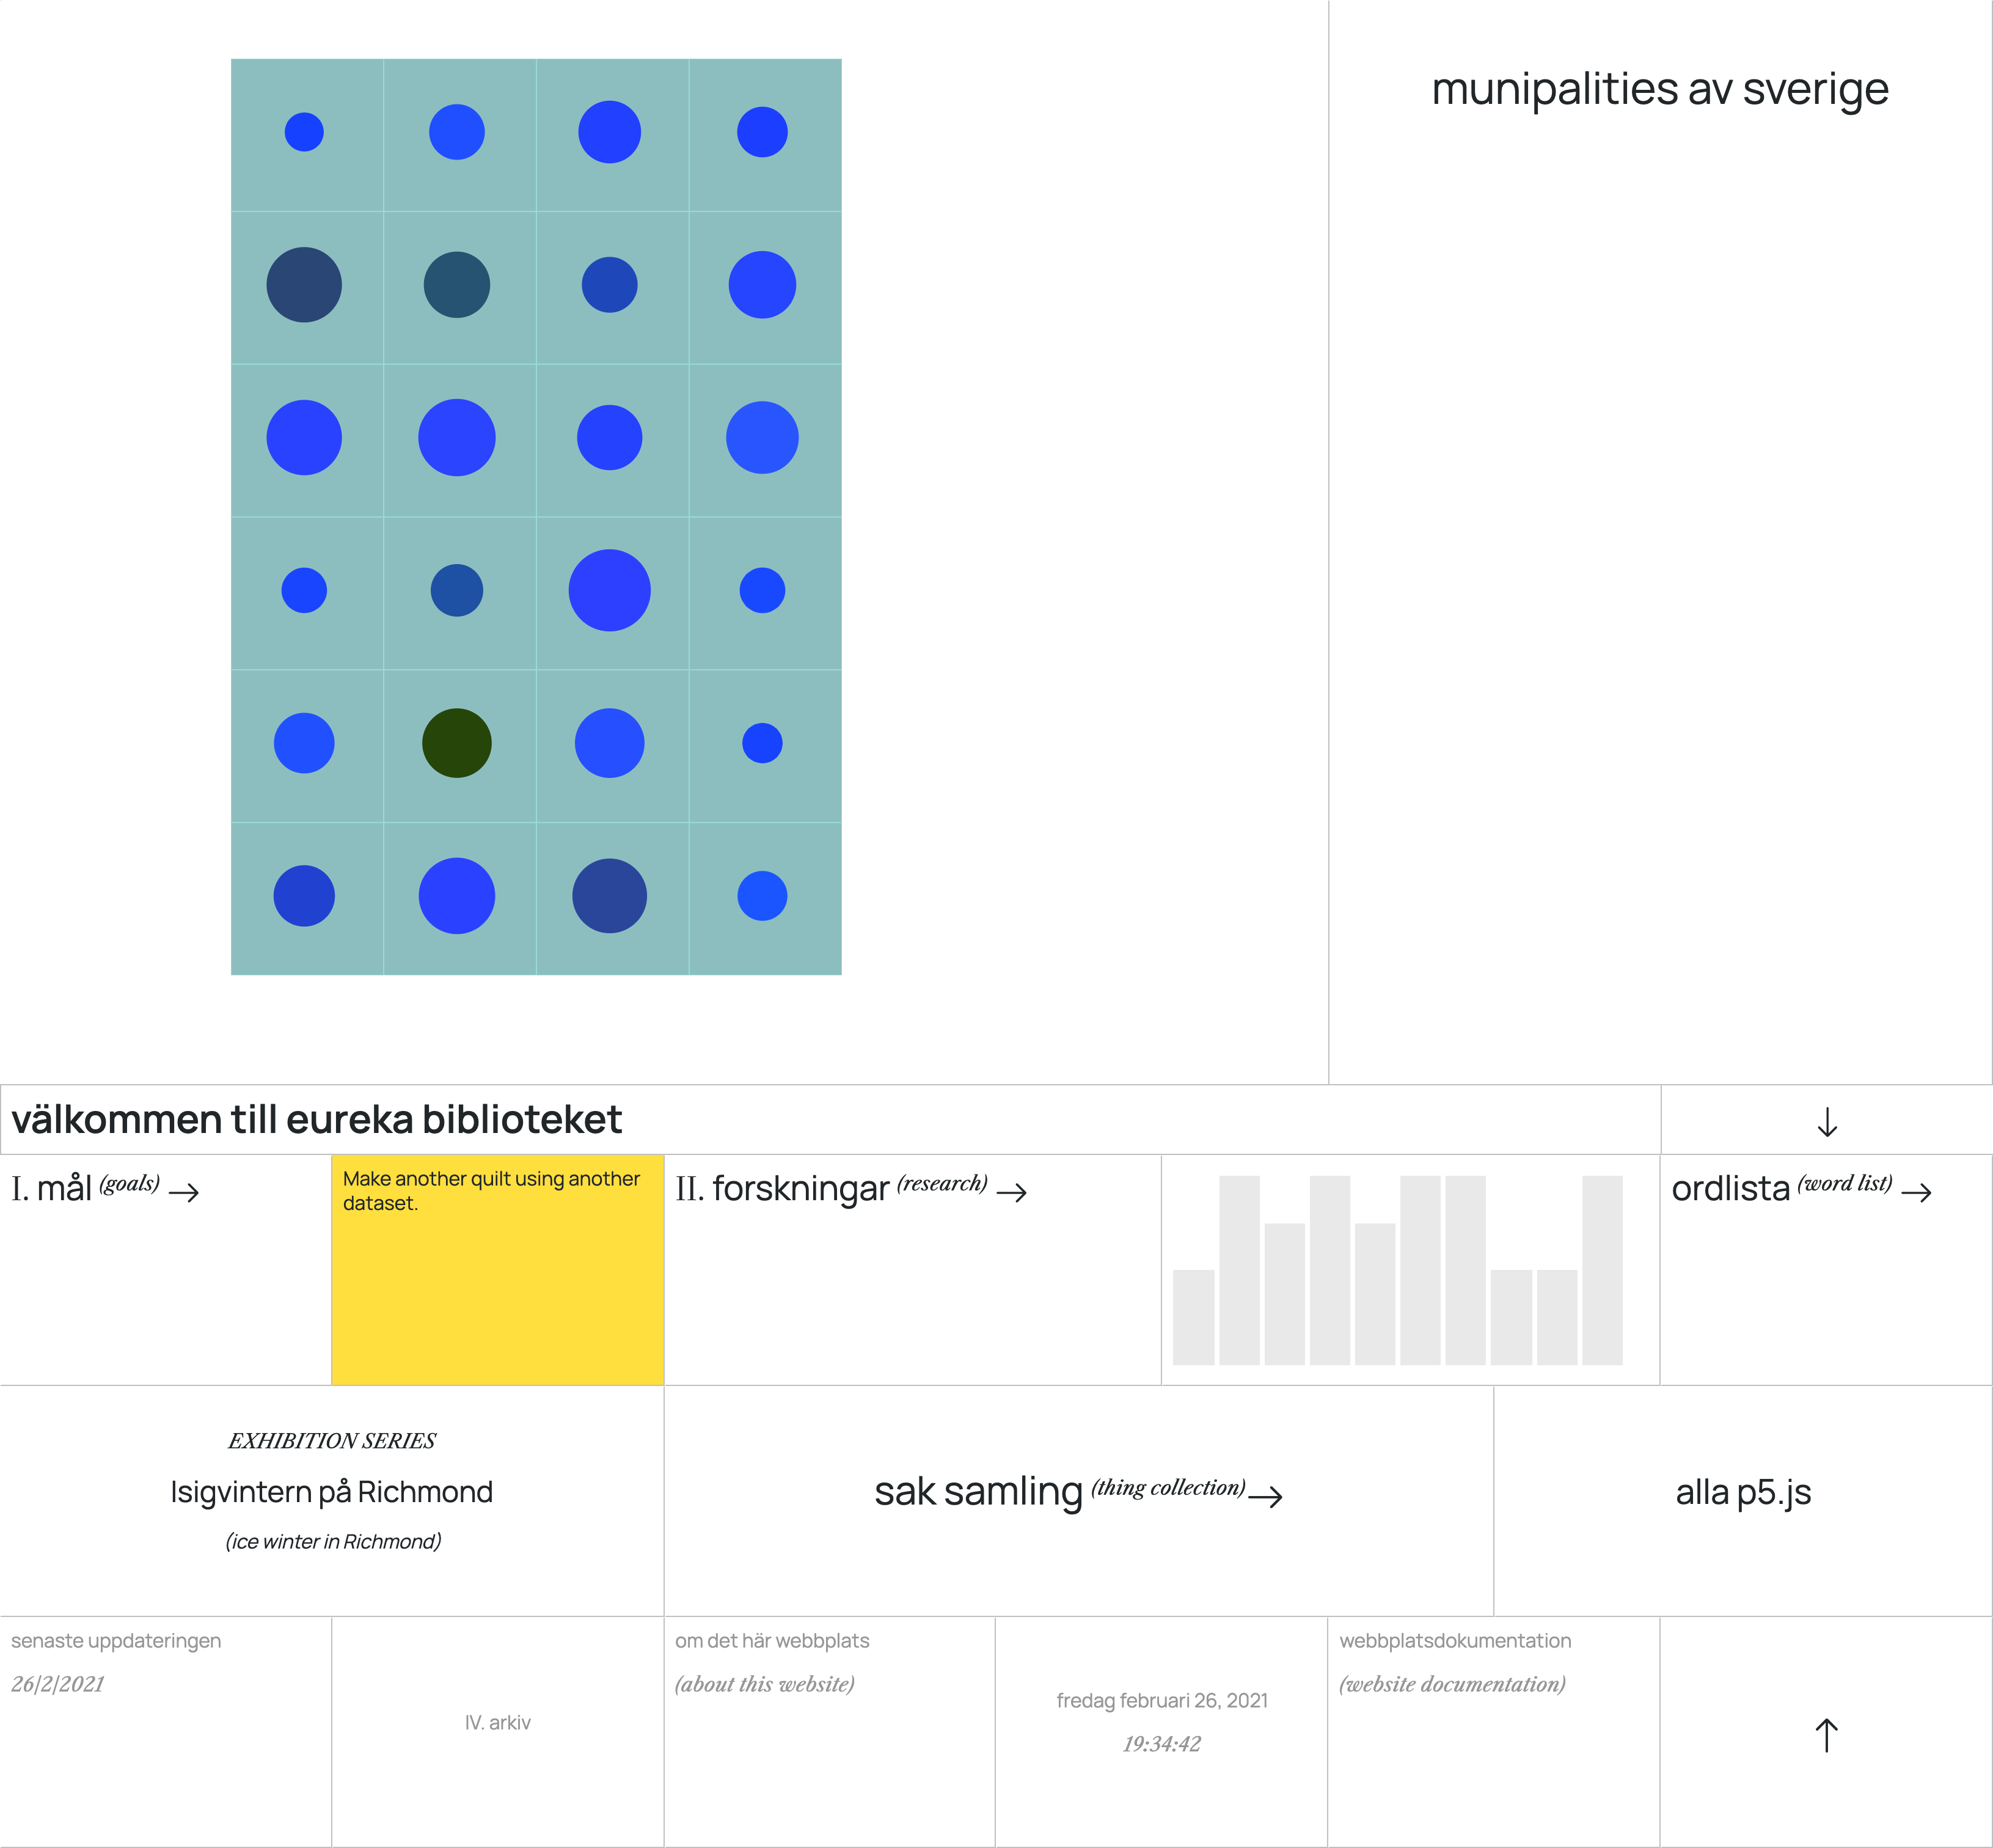 munipalities av sverige
välkommen till eureka biblioteket
↓
I. mål (goals) →
Make another quilt using another
dataset.
II. forskningar (research) →
ordlista (word list) →
EXHIBITION SERIES
Isigvintern på Richmond
(ice winter in Richmond)
sak samling (thing collection)→
alla p5.js
senaste uppdateringen
26/2/2021
IV. arkiv
om det här webbplats
(about this website)
fredag februari 26, 2021
19:34:42
webbplatsdokumentation
(website documentation)
↑